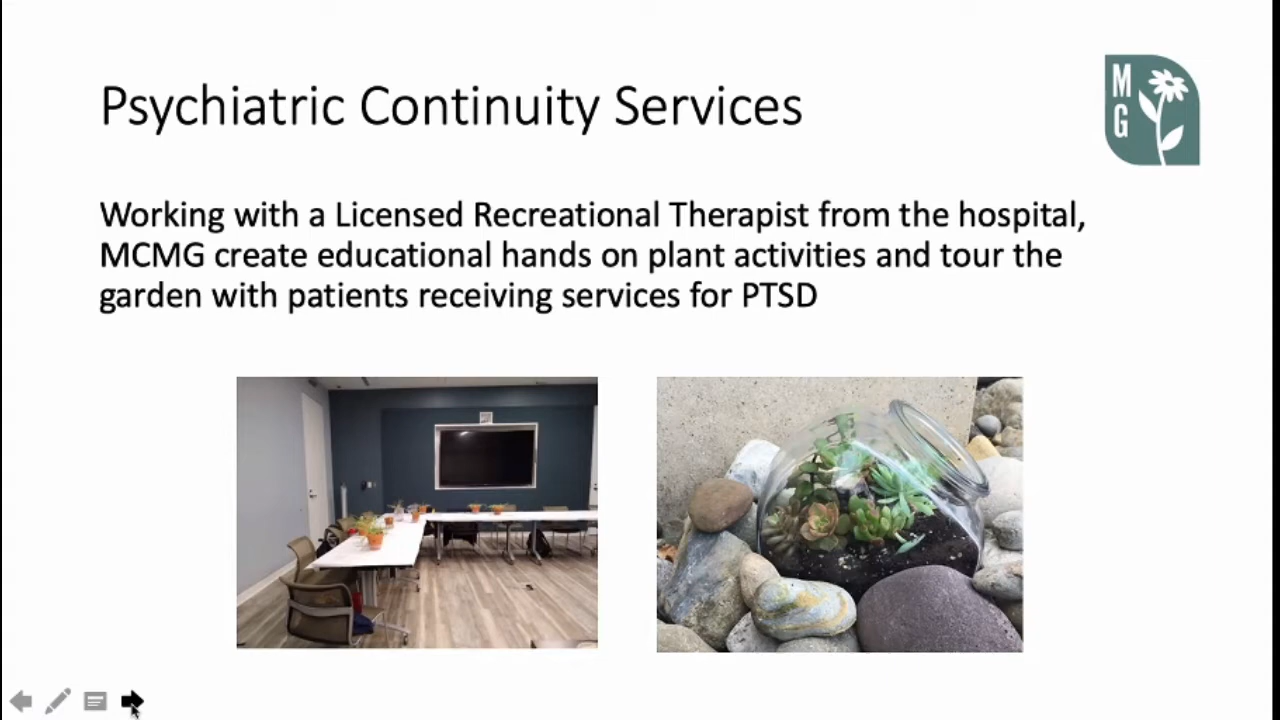 Psychiatric Continuity Services
M
G
Working with a Licensed Recreational Therapist from the hospital,
MCMG create educational hands on plant activities and tour the
garden with patients receiving services for PTSD